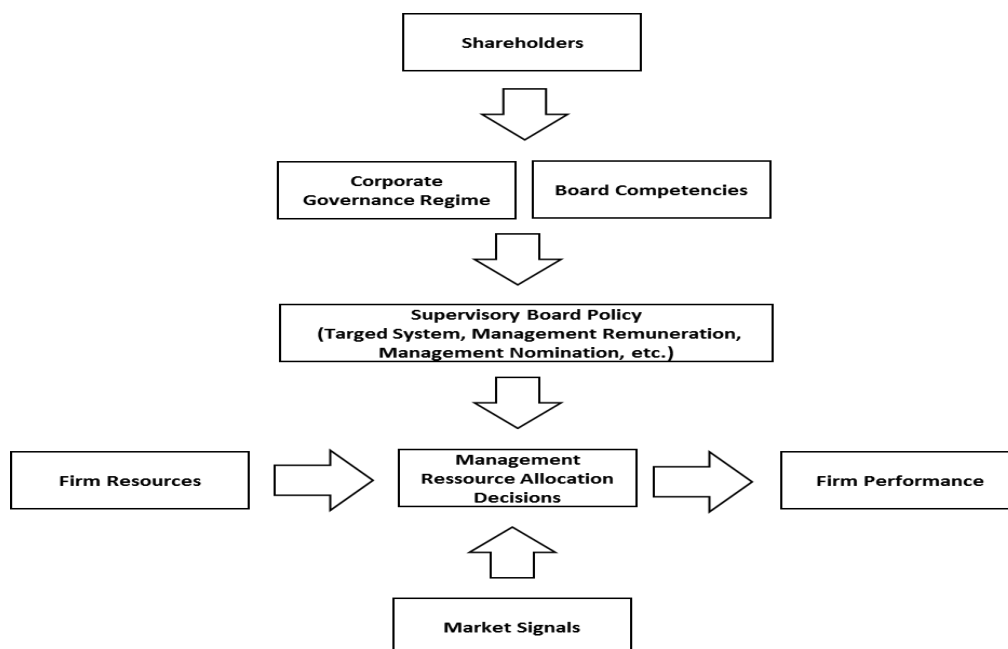 Shareholders
Corporate
Governance Regime
Board Competencies
Supervisory Board Policy
(Targed System, Management Remuneration,
Management Nomination, etc.)
Firm Resources
Management
Ressource Allocation
Decisions
Firm Performance
Market Signals